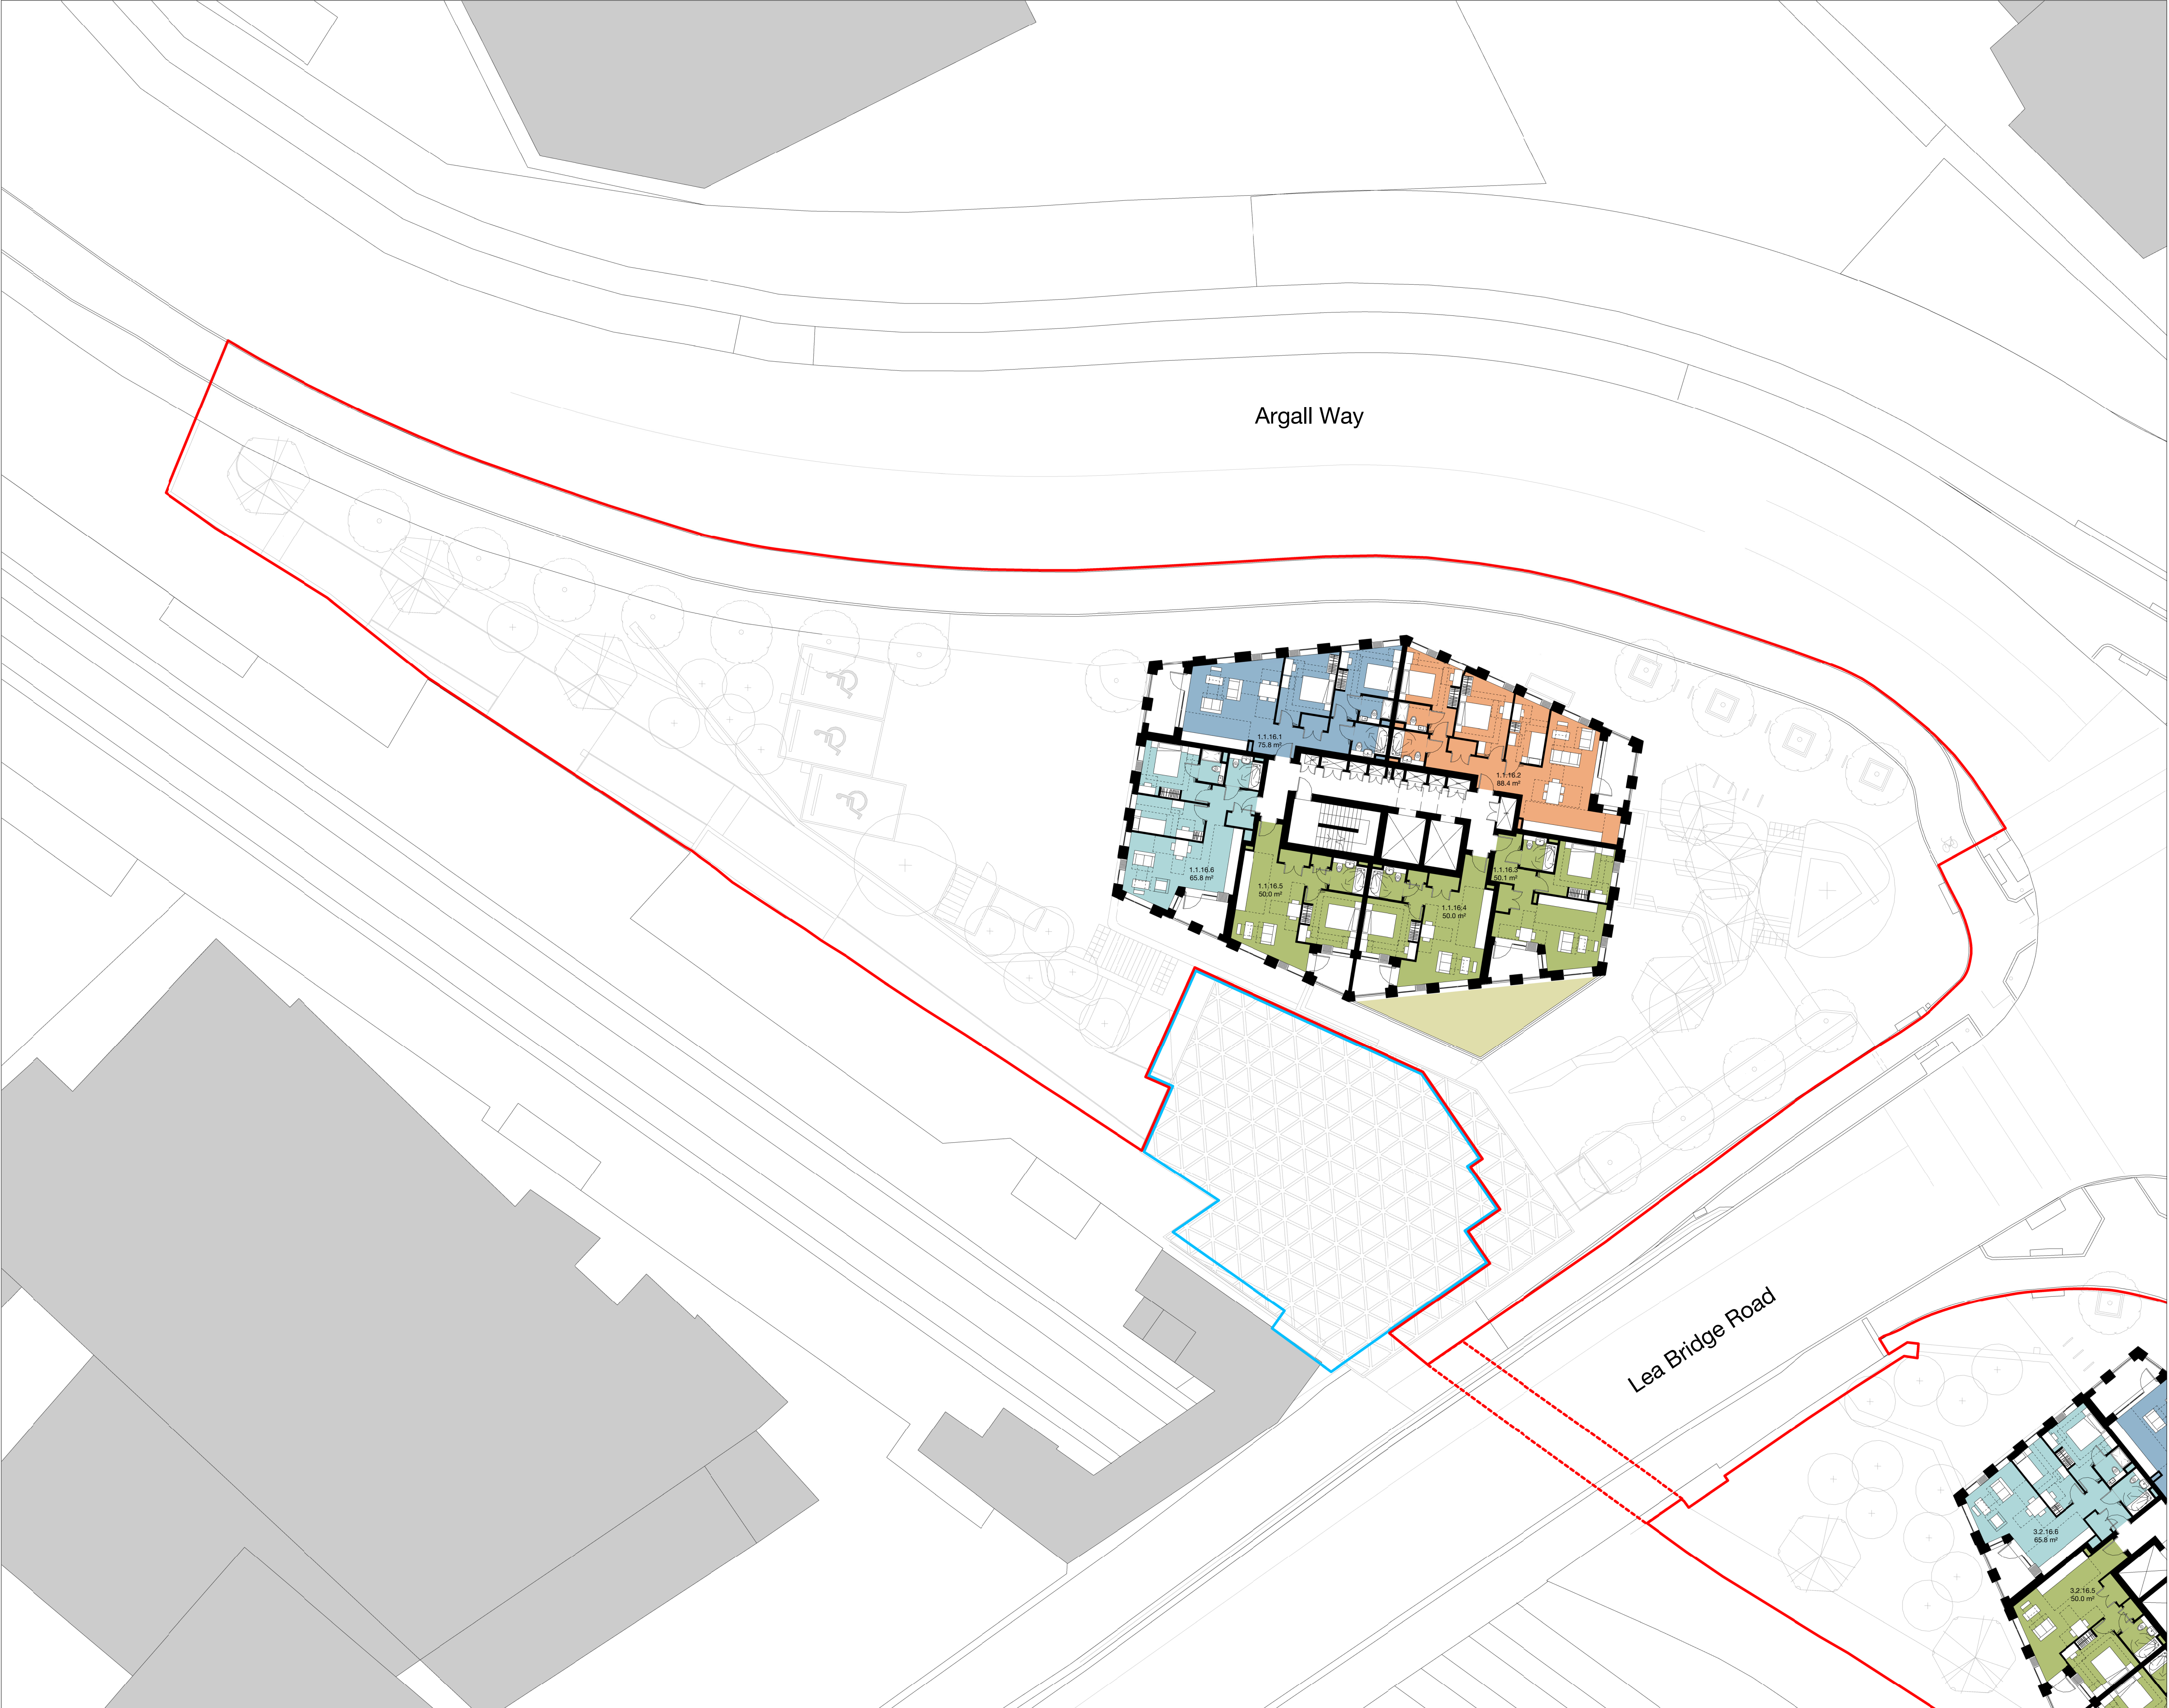 Argall Way
1.1.16.1
75.8 m²
1.1.16.2
88.4 m²
1.1.16.6
65.8 m²
1.1.16.5
50.0 m²
1.1.16.3
50.1 m²
1.1.16.4
50.0 m²
Lea Bridge Road
3.2.16.6
65.8 m²
3.2.16.5
50.0 m²